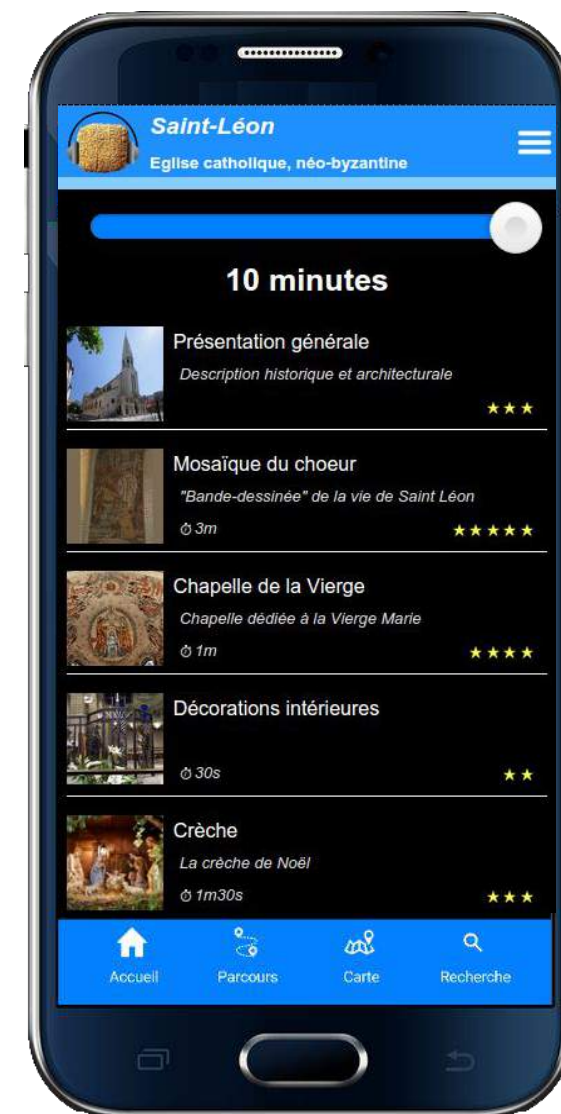 Saint-Léon
Eglise catholique, néo-byzantine
10 minutes
Présentation générale
Description historique et architecturale
★★★
Mosaïque du choeur
"Bande-dessinée" de la vie de Saint Léon
3m ★★★★★
Chapelle de la Vierge
Chapelle dédiée à la Vierge Marie
1m ★★★★
Décorations intérieures
30s ★★
Crèche
La crèche de Noël
1m30s ★★★
Accueil Parcours Carte Recherche